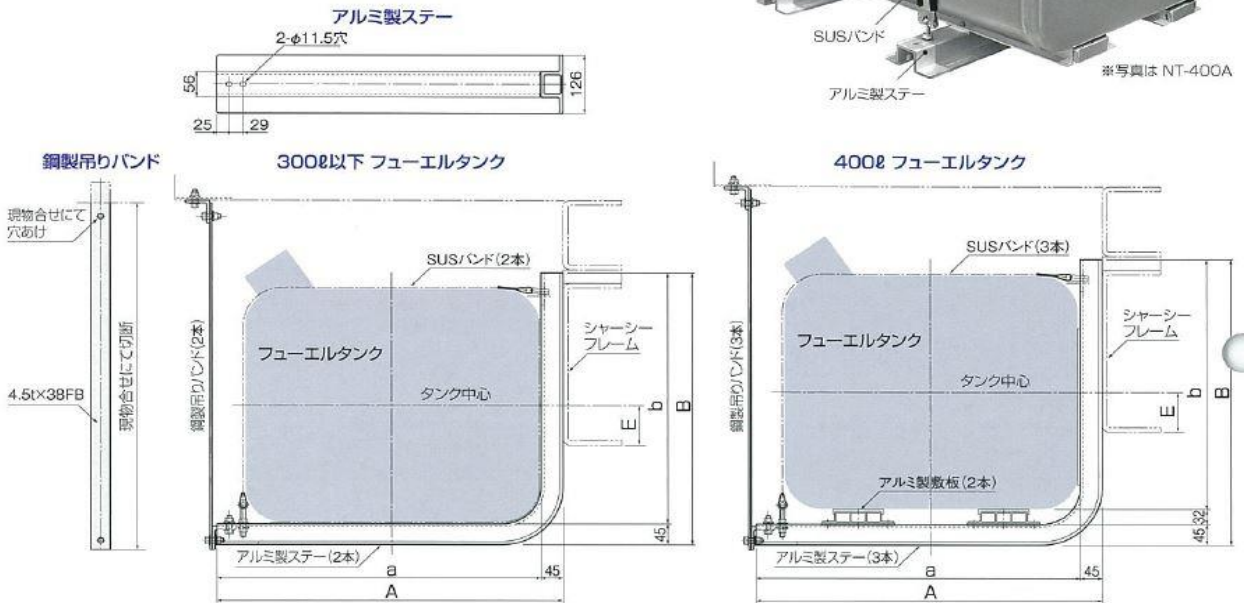 アルミ製ステー
2-φ11.5穴
56
126
25
29
SUSバンド
アルミ製ステー
※写真は NT-400A
鋼製吊りバンド
現物合せにて
穴あけ
4.5t×38FB
現物合せにて切断
300ℓ以下 フューエルタンク
SUSバンド(2本)
フューエルタンク
シャーシー
フレーム
タンク中心
鋼製吊りバンド(2本)
E
b
B
45
アルミ製ステー(2本)
a
45
A
400ℓ フューエルタンク
SUSバンド(3本)
フューエルタンク
シャーシー
フレーム
タンク中心
鋼製吊りバンド(3本)
E
b
B
アルミ製敷板(2本)
32
45
アルミ製ステー(3本)
a
45
A